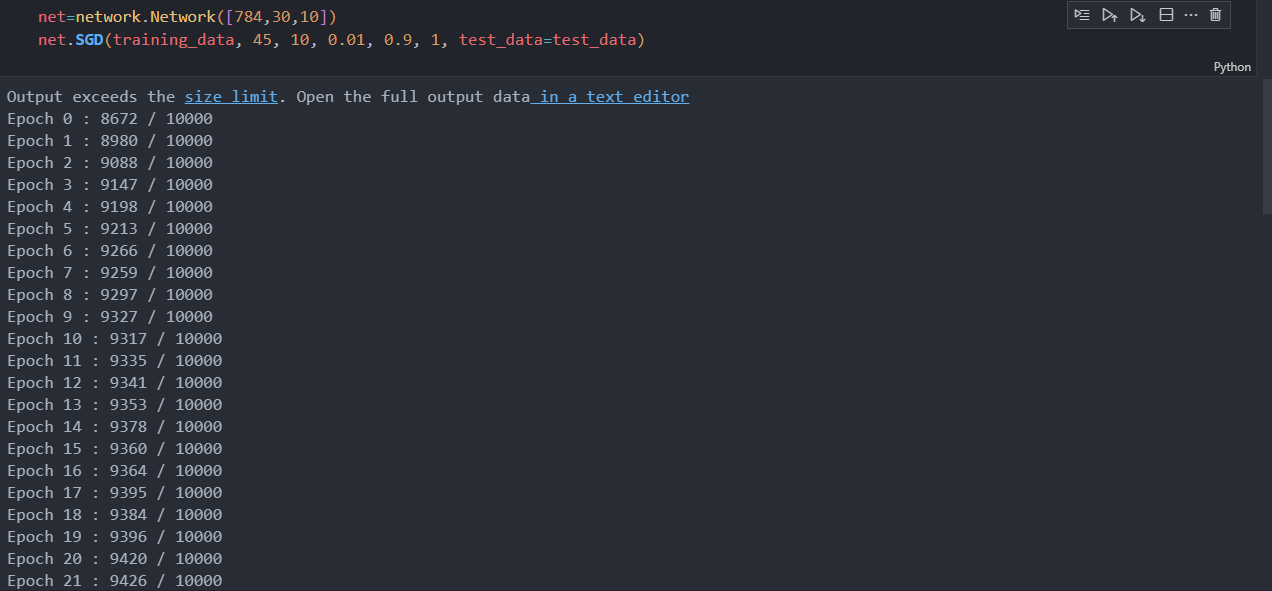 net=network.Network([784,30,10])
net.SGD(training_data, 45, 10, 0.01, 0.9, 1, test_data=test_data)
Python
Output exceeds the size limit. Open the full output data in a text editor
Epoch 0 : 8672 / 10000
Epoch 1 : 8980 / 10000
Epoch 2 : 9088 / 10000
Epoch 3 : 9147 / 10000
Epoch 4 : 9198 / 10000
Epoch 5 : 9213 / 10000
Epoch 6 : 9266 / 10000
Epoch 7 : 9259 / 10000
Epoch 8 : 9297 / 10000
Epoch 9 : 9327 / 10000
Epoch 10 : 9317 / 10000
Epoch 11 : 9335 / 10000
Epoch 12 : 9341 / 10000
Epoch 13 : 9353 / 10000
Epoch 14 : 9378 / 10000
Epoch 15 : 9360 / 10000
Epoch 16 : 9364 / 10000
Epoch 17 : 9395 / 10000
Epoch 18 : 9384 / 10000
Epoch 19 : 9396 / 10000
Epoch 20 : 9420 / 10000
Epoch 21 : 9426 / 10000